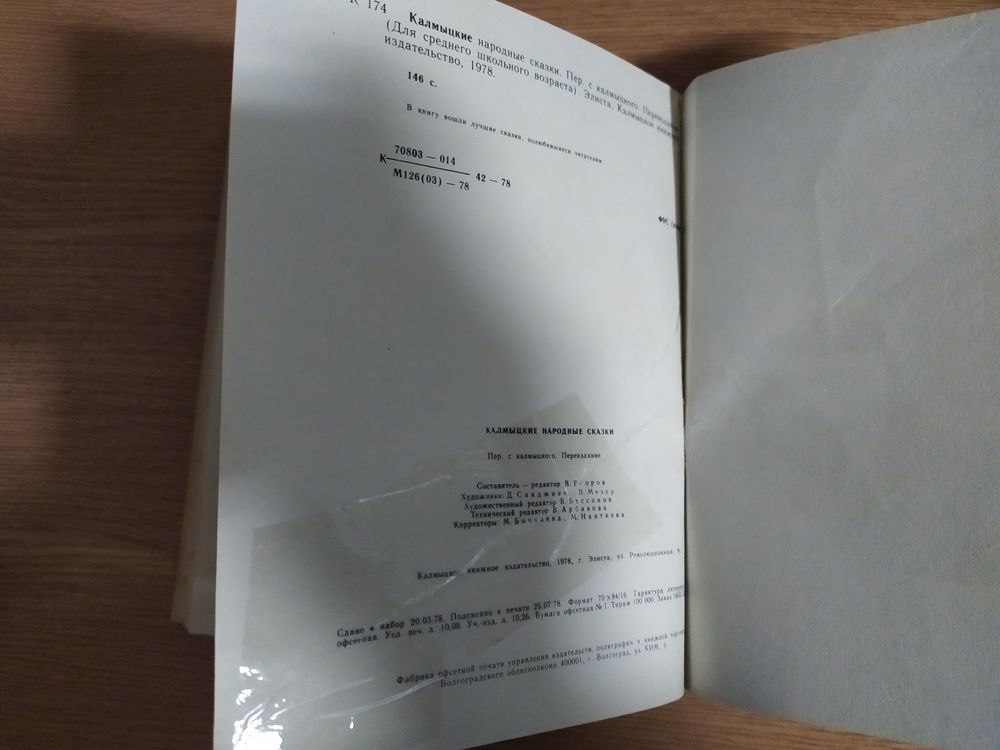 К 174 Калмыцкие народные сказки. Пер. с калмыцкого. Переиздание
(Для среднего школьного возраста). Элиста, Калмыцкое
издательство, 1978.
146 с.
В книгу вошли лучшие сказки, полюбившиеся читателям
К 70803 — 014
М126(03) — 78
42 — 78
КАЛМЫЦКИЕ НАРОДНЫЕ СКАЗКИ
Пер. с калмыцкого. Переиздание
Составитель — редактор В. Егоров
Художники: Д. Санджиев, В. Мезер
Художественный редактор В. Бессонов
Технический редактор В. Арбакова
Корректоры: М. Бочкаева, М.
Калмыцкое книжное издательство, 1978, г. Элиста, ул. Революционная, 8.
Сдано в набор 20.03.78. Подписано к печати 25.07.78. Формат 70×84/16. Гарнитура литерат
офсетная. Усл. печ. л. 10,08. Уч.-изд. л. 10,26. Бумага офсетная № 1. Тираж 100 000. Заказ
Фабрика офсетной печати управления издательств, полиграфии и книжной торговли
Волгоградского облисполкома 400001, г. Волгоград, ул. КИМ, 6